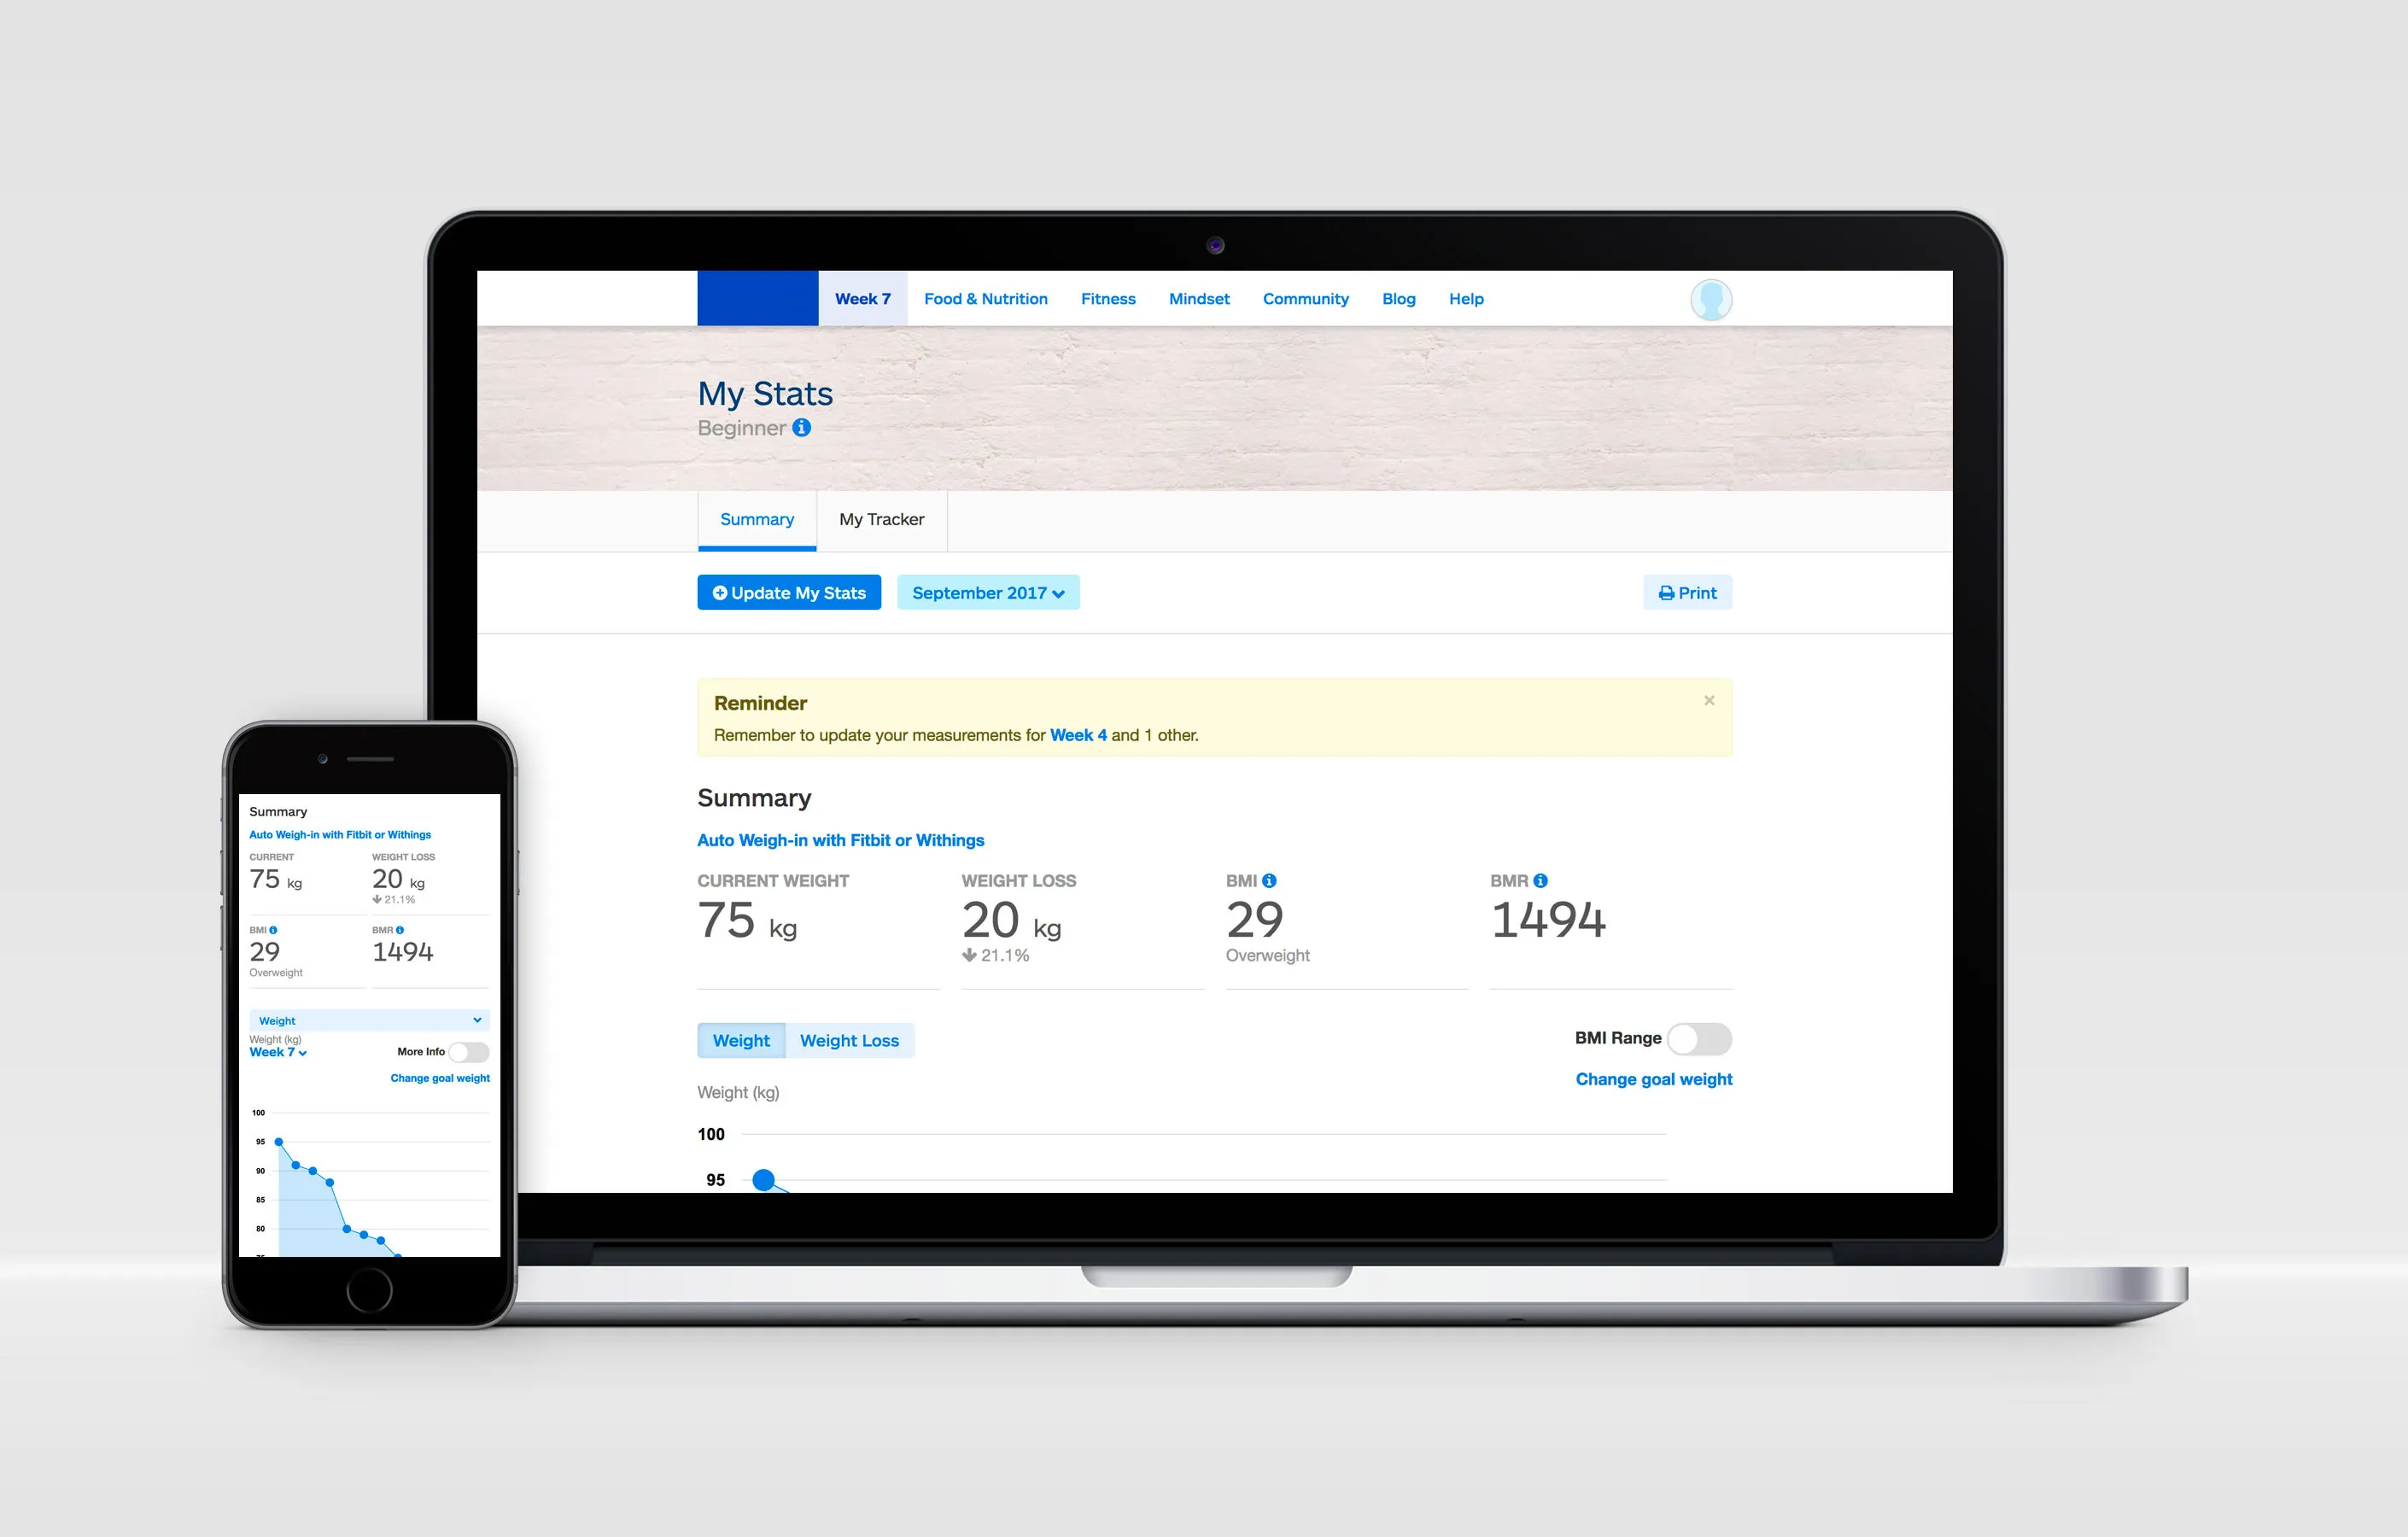 Week 7 Food & Nutrition Fitness Mindset Community Blog Help
My Stats
Beginner
Summary My Tracker
Update My Stats September 2017 Print
Reminder
Remember to update your measurements for Week 4 and 1 other.
Summary
Auto Weigh-in with Fitbit or Withings
CURRENT WEIGHT WEIGHT LOSS BMI BMR
75 kg 20 kg 29 1494
21.1% Overweight
Weight Weight Loss BMI Range
Change goal weight
Weight (kg)
100
95
Summary
Auto Weigh-in with Fitbit or Withings
CURRENT WEIGHT LOSS
75 kg 20 kg
21.1%
BMI BMR
29 1494
Overweight
Weight
Weight (kg)
Week 7 More Info
Change goal weight
100
95
90
85
80